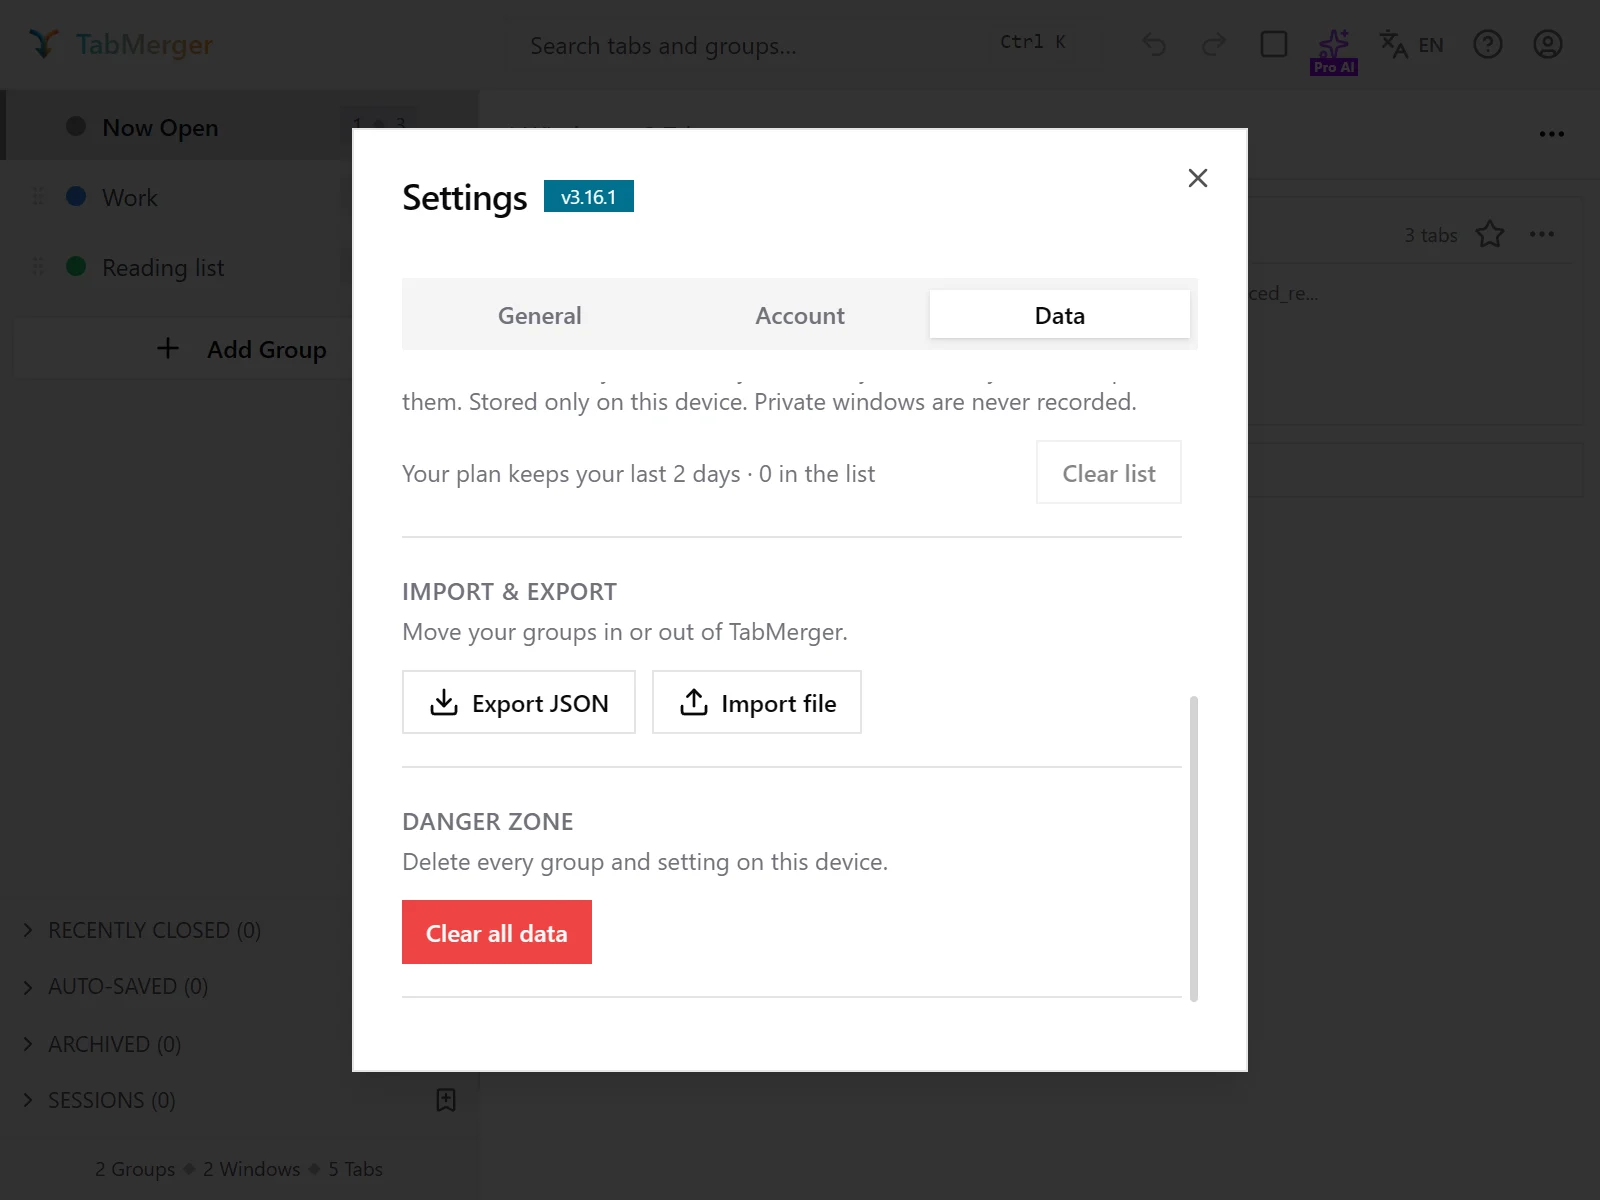 TabMerger
Search tabs and groups...
Ctrl K
Pro AI
EN
Now Open
1 3
Work
Reading list
Add Group
3 tabs
ced_re...
Settings
v3.16.1
General
Account
Data
them. Stored only on this device. Private windows are never recorded.
Your plan keeps your last 2 days · 0 in the list
Clear list
IMPORT & EXPORT
Move your groups in or out of TabMerger.
Export JSON
Import file
DANGER ZONE
Delete every group and setting on this device.
Clear all data
RECENTLY CLOSED (0)
AUTO-SAVED (0)
ARCHIVED (0)
SESSIONS (0)
2 Groups ◆ 2 Windows ◆ 5 Tabs